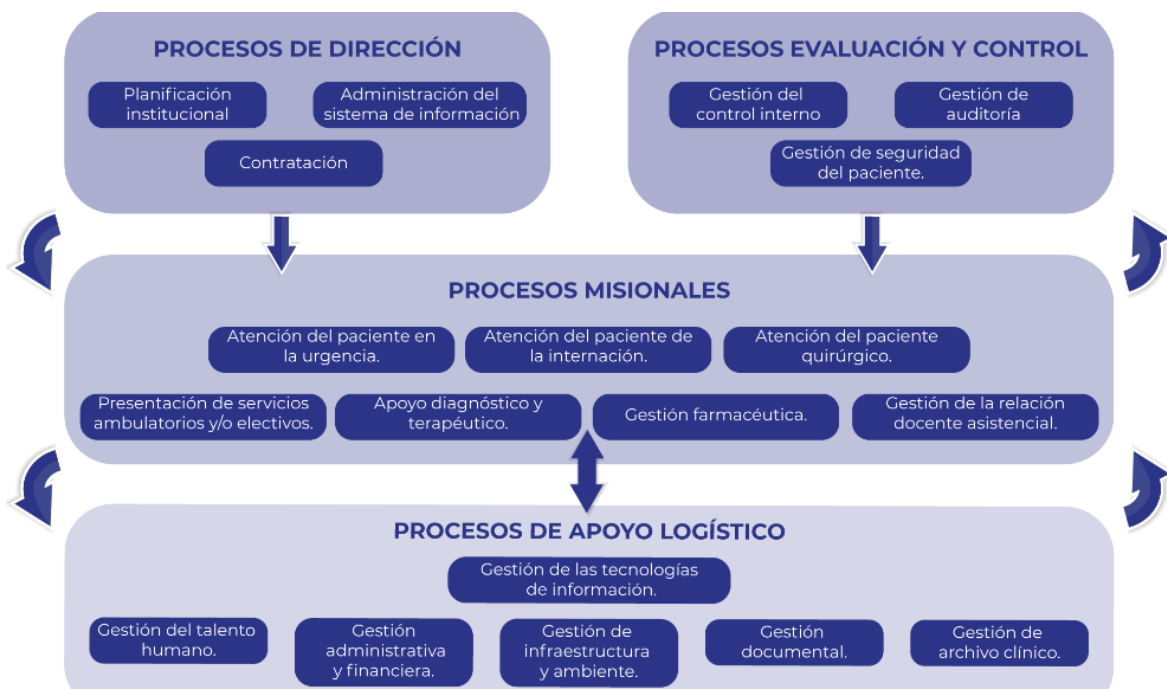 PROCESOS DE DIRECCIÓN
Planificación
institucional
Administración del
sistema de información
Contratación
PROCESOS EVALUACIÓN Y CONTROL
Gestión del
control interno
Gestión de
auditoría
Gestión de seguridad
del paciente.
PROCESOS MISIONALES
Atención del paciente en
la urgencia.
Atención del paciente de
la internación.
Atención del paciente
quirúrgico.
Presentación de servicios
ambulatorios y/o electivos.
Apoyo diagnóstico y
terapéutico.
Gestión farmacéutica.
Gestión de la relación
docente asistencial.
PROCESOS DE APOYO LOGÍSTICO
Gestión de las tecnologías
de información.
Gestión del talento
humano.
Gestión
administrativa
y financiera.
Gestión de
infraestructura
y ambiente.
Gestión
documental.
Gestión de
archivo clínico.